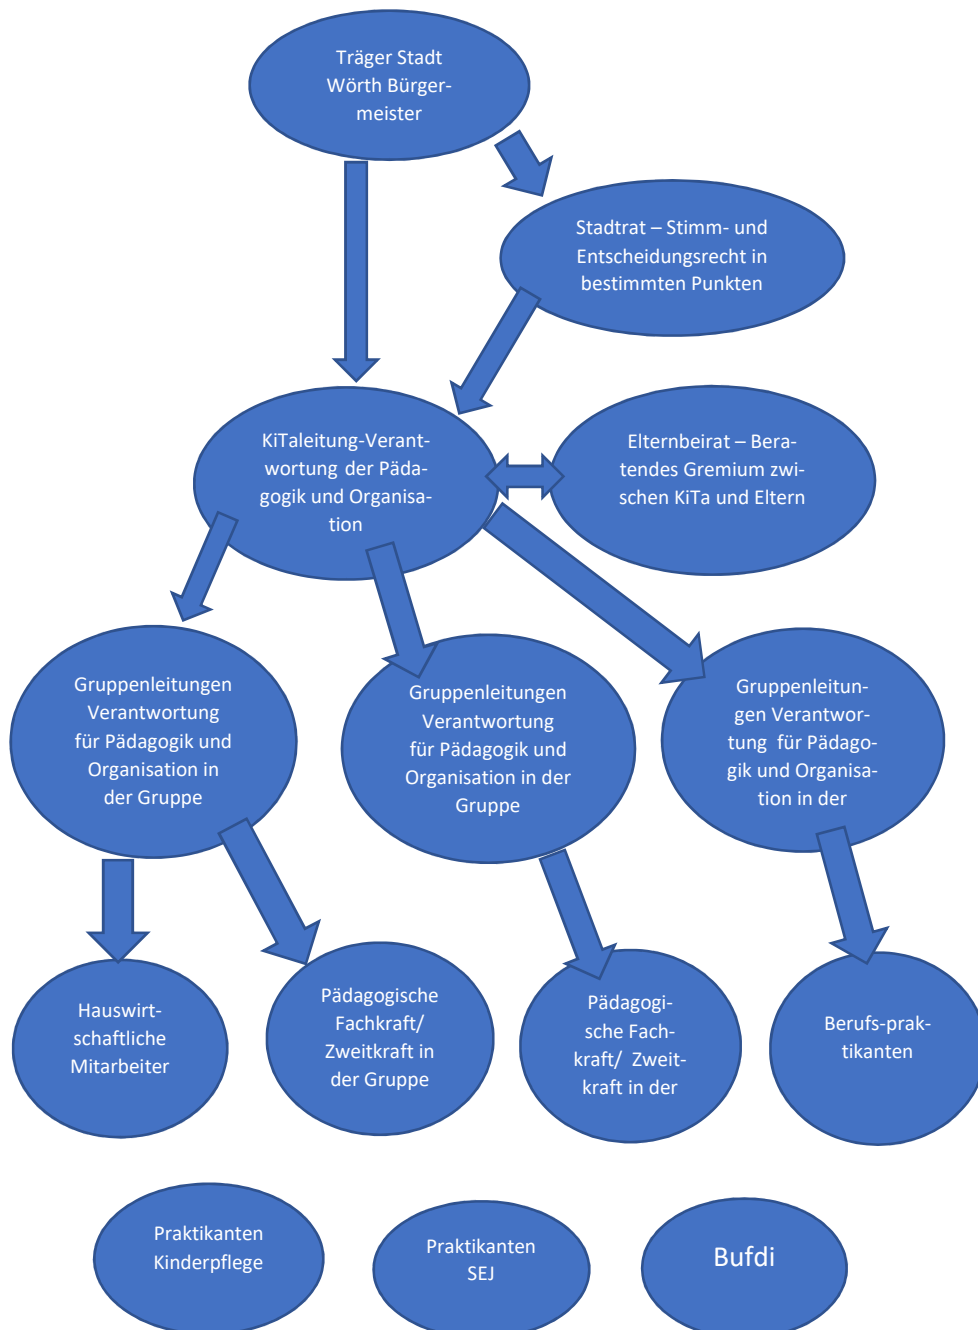 Träger Stadt
Wörth Bürger-
meister
Stadtrat – Stimm- und
Entscheidungsrecht in
bestimmten Punkten
KiTaleitung-Verant-
wortung der Päda-
gogik und Organisa-
tion
Elternbeirat – Bera-
tendes Gremium zwi-
schen KiTa und Eltern
Gruppenleitungen
Verantwortung
für Pädagogik und
Organisation in
der Gruppe
Gruppenleitungen
Verantwortung
für Pädagogik und
Organisation in der
Gruppe
Gruppenleitun-
gen Verantwor-
tung für Pädago-
gik und Organisa-
tion in der
Hauswirt-
schaftliche
Mitarbeiter
Pädagogische
Fachkraft/
Zweitkraft in
der Gruppe
Pädagogi-
sche Fach-
kraft/ Zweit-
kraft in der
Berufs-prak-
tikanten
Praktikanten
Kinderpflege
Praktikanten
SEJ
Bufdi